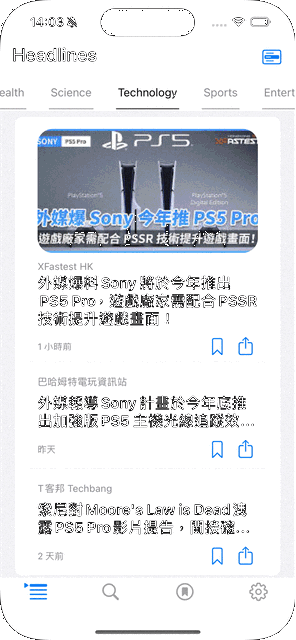 14:03
Headlines
ealth Science Technology Sports Entert
SONY PS5 Pro PS5 XFASTEST
PlayStation5 PlayStation5
Digital Edition
外媒爆 Sony 今年推 PS5 Pro
遊戲廠家需配合 PSSR 技術提升遊戲畫面！
XFastest HK
外媒爆料 Sony 將於今年推出
PS5 Pro，遊戲廠家需配合 PSSR
技術提升遊戲畫面！
1 小時前
巴哈姆特電玩資訊站
外媒報導 Sony 計畫於今年底推
出加強版 PS5 主機光線追蹤效...
昨天
T客邦 Techbang
索尼對 Moore's Law is Dead 洩
露 PS5 Pro 影片提告，間接確...
2 天前